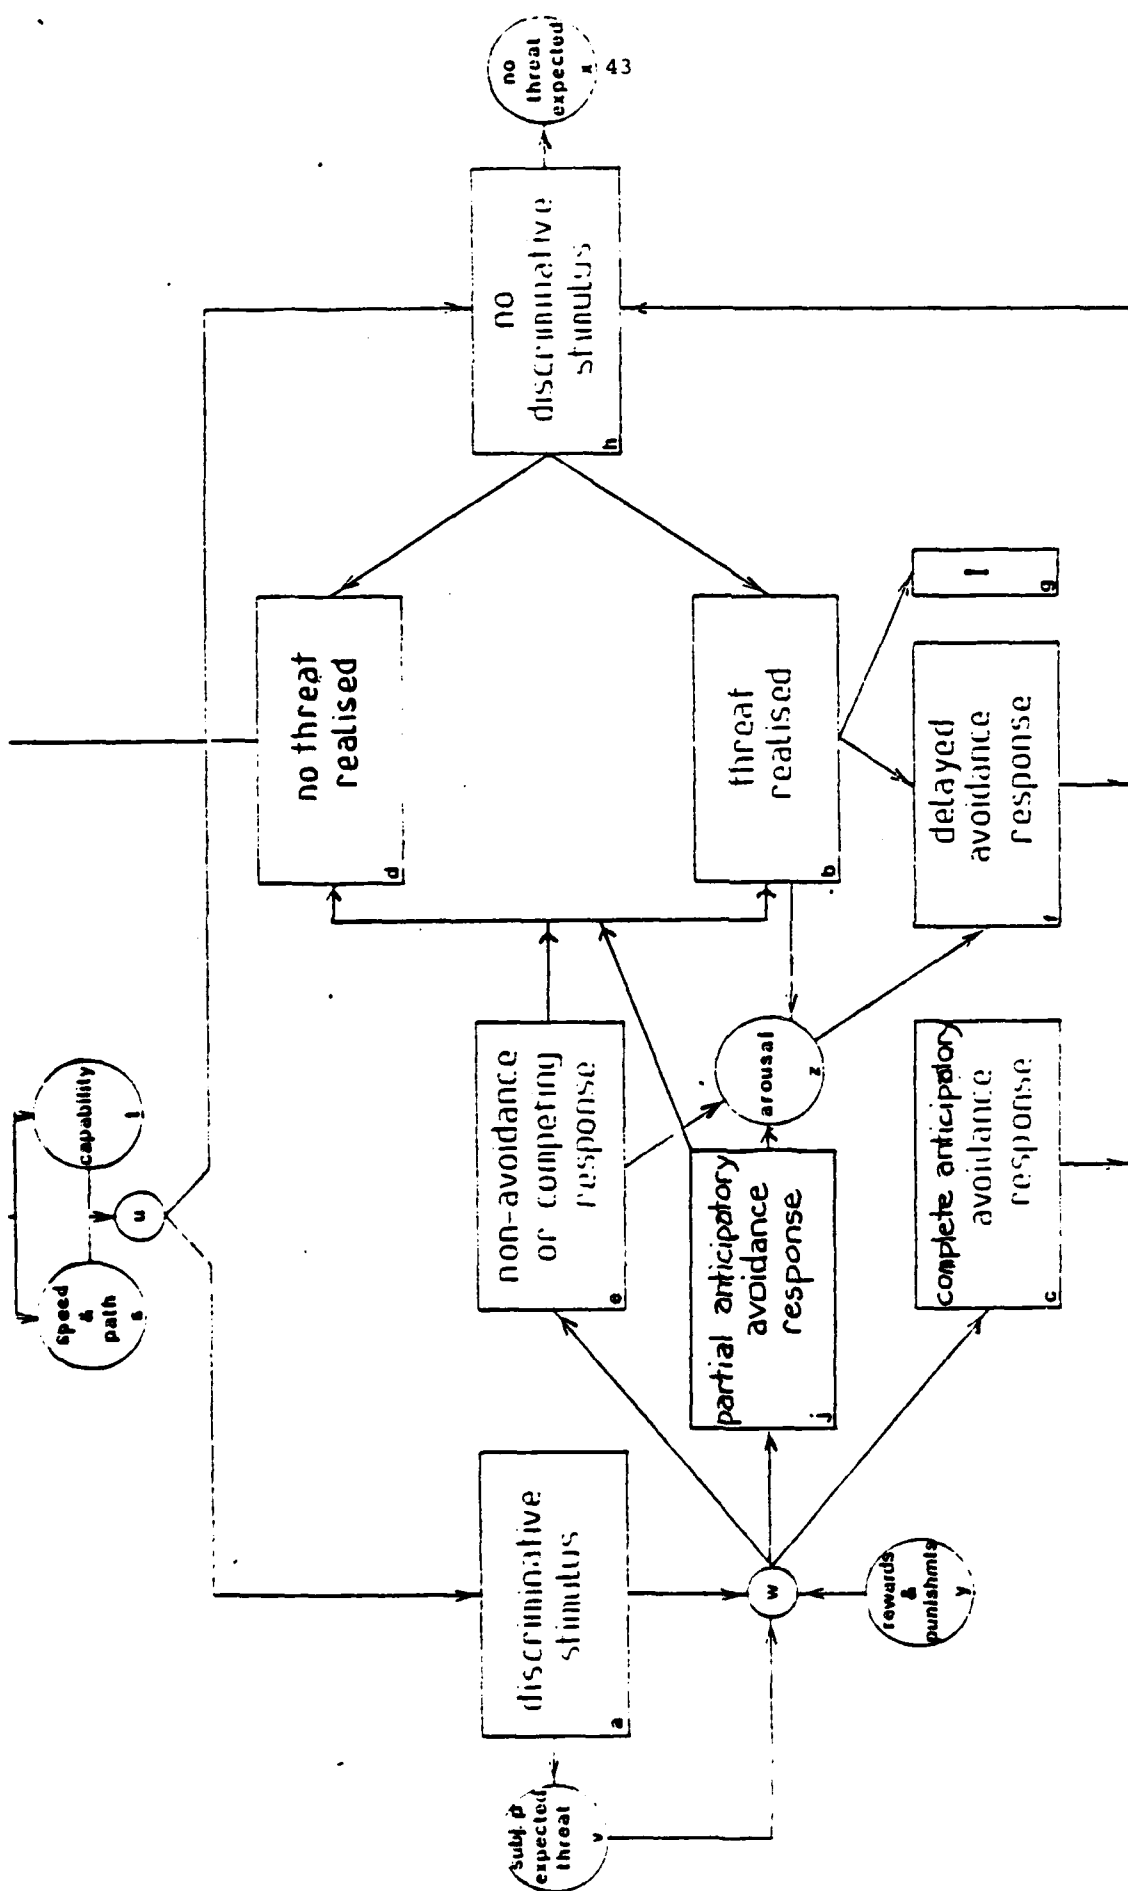 43
speed
&
path
s
capability
t
u
discriminative
stimulus
a
no
discriminative
stimulus
h
no
threat
expected
x
subj. p
expected
threat
v
w
rewards
&
punishmts
y
non-avoidance
or competing
response
e
partial anticipatory
avoidance
response
j
complete anticipatory
avoidance
response
c
arousal
z
no threat
realised
d
threat
realised
b
delayed
avoidance
response
f
I
g